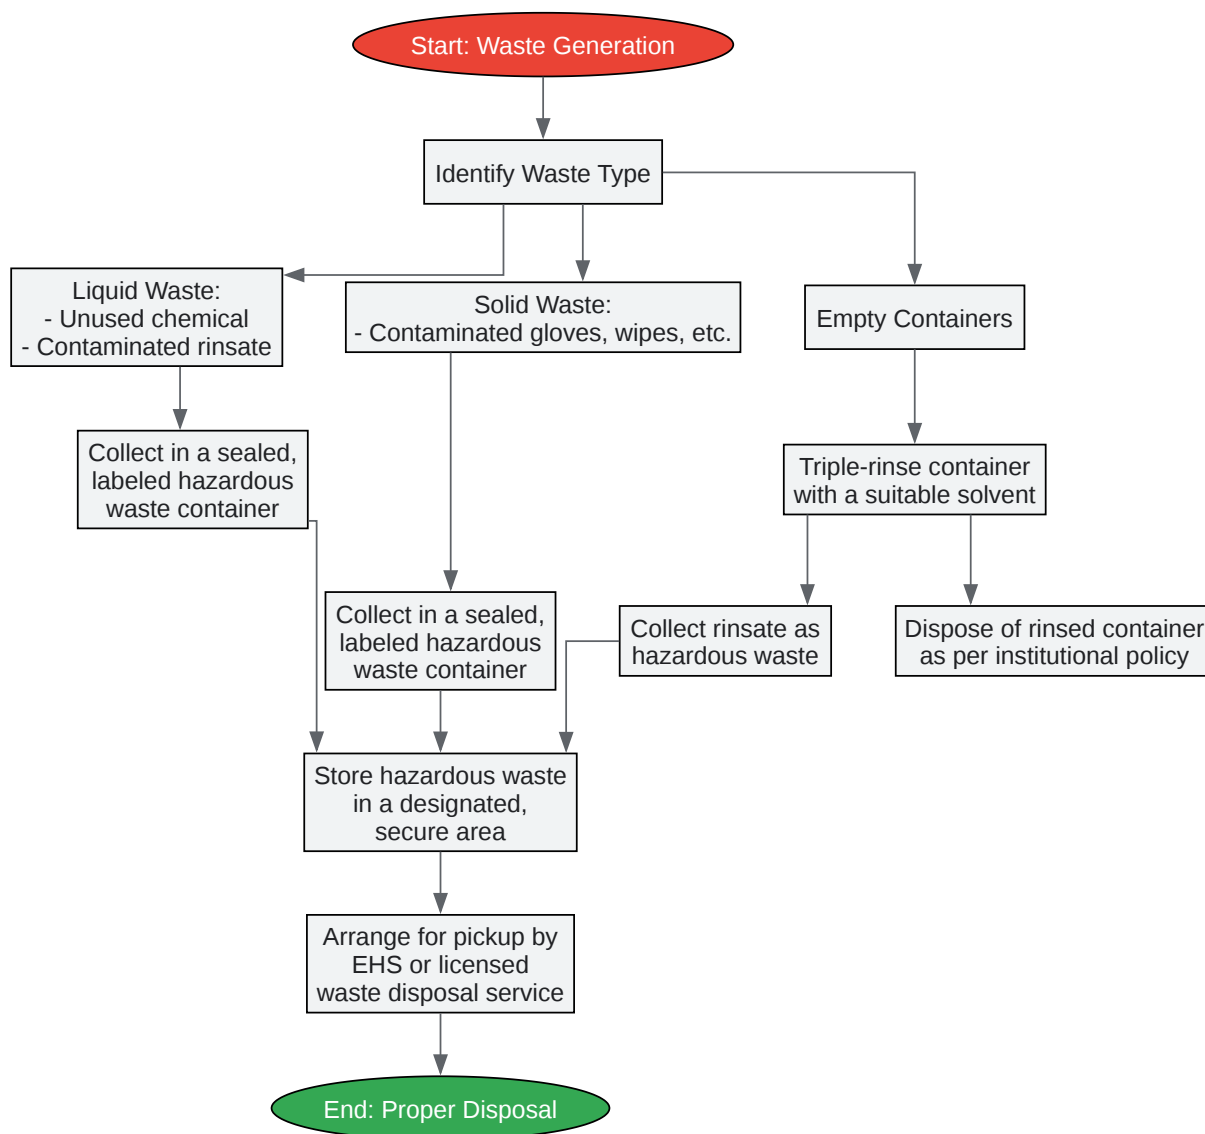 Start: Waste Generation
Identify Waste Type
Liquid Waste:
- Unused chemical
- Contaminated rinsate
Solid Waste:
- Contaminated gloves, wipes, etc.
Empty Containers
Collect in a sealed,
labeled hazardous
waste container
Triple-rinse container
with a suitable solvent
Collect in a sealed,
labeled hazardous
waste container
Collect rinsate as
hazardous waste
Dispose of rinsed container
as per institutional policy
Store hazardous waste
in a designated,
secure area
Arrange for pickup by
EHS or licensed
waste disposal service
End: Proper Disposal